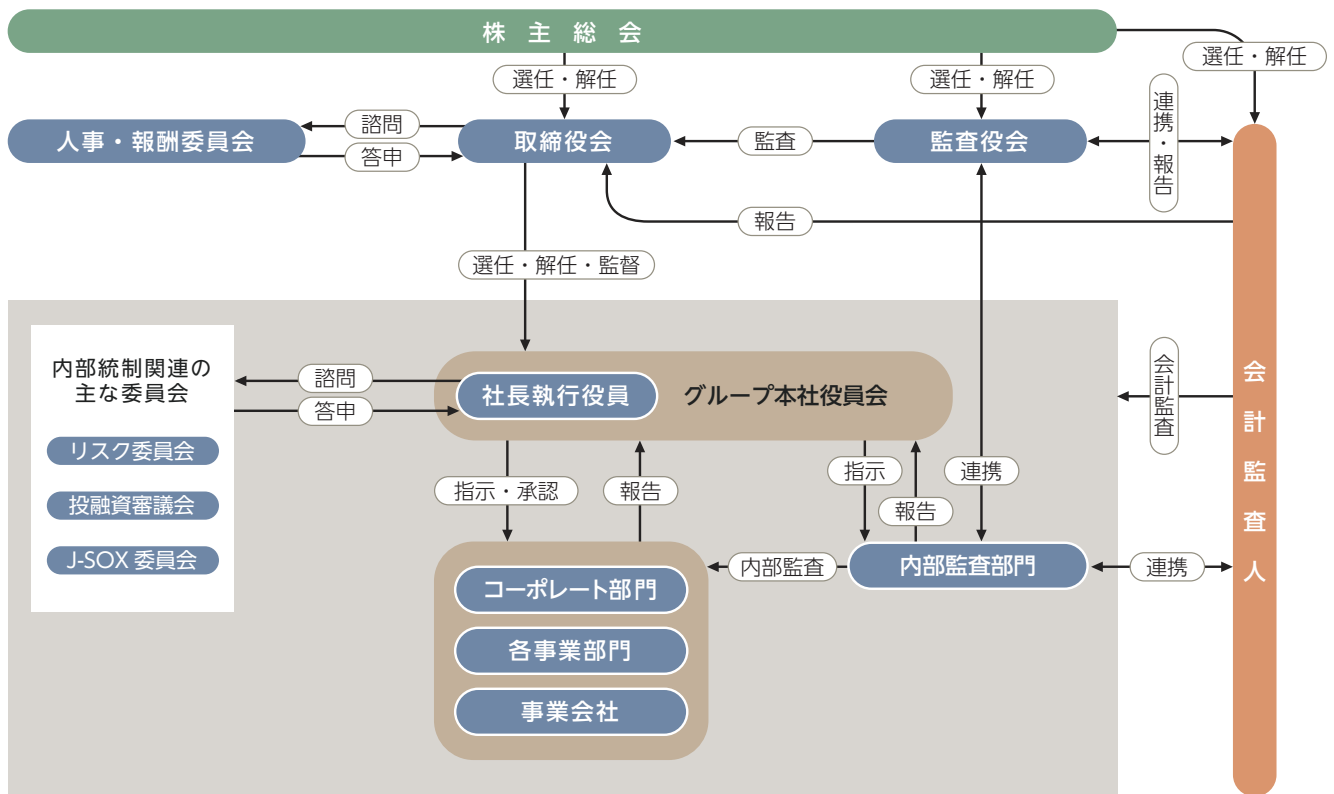 株主総会
選任・解任
選任・解任
選任・解任
人事・報酬委員会
諮問
答申
取締役会
監査
監査役会
連携・報告
報告
選任・解任・監督
会計監査人
内部統制関連の
主な委員会
リスク委員会
投融資審議会
J-SOX 委員会
諮問
答申
社長執行役員
グループ本社役員会
会計監査
指示・承認
報告
指示
報告
連携
内部監査
内部監査部門
連携
コーポレート部門
各事業部門
事業会社